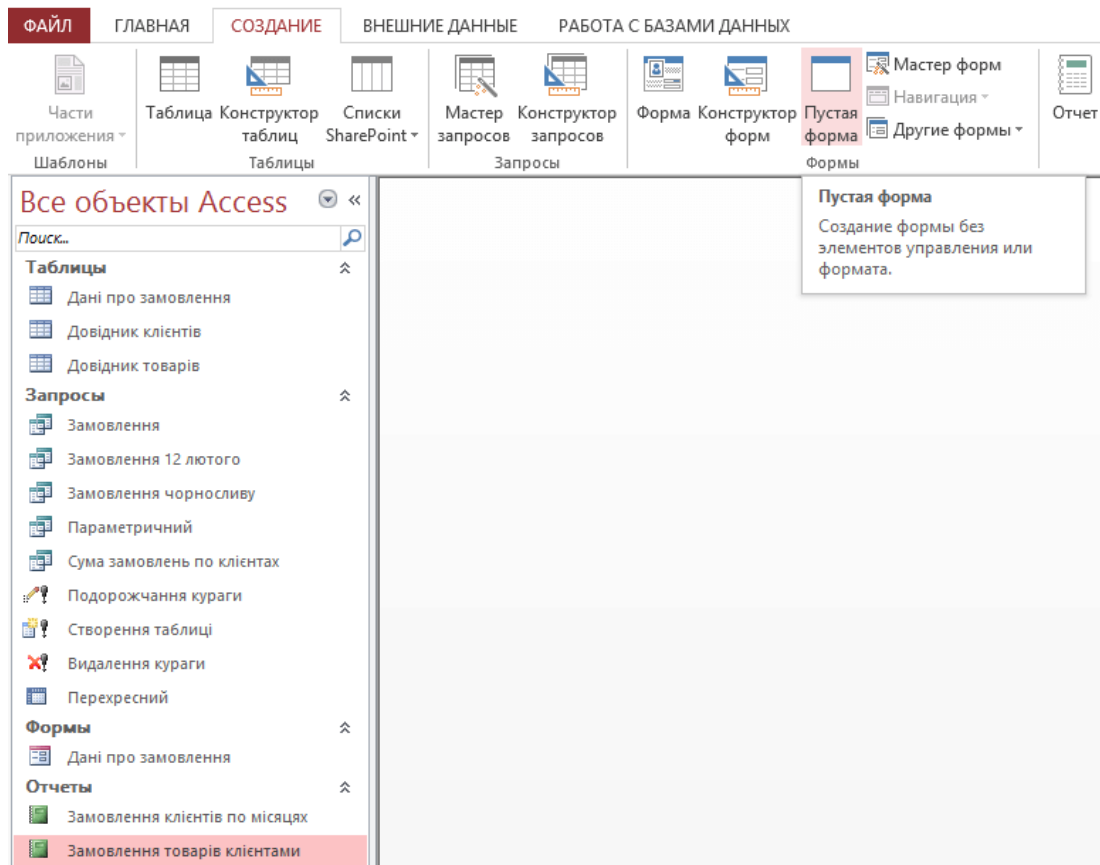 ФАЙЛ ГЛАВНАЯ СОЗДАНИЕ ВНЕШНИЕ ДАННЫЕ РАБОТА С БАЗАМИ ДАННЫХ
Части приложения
Шаблоны
Таблица
Конструктор таблиц
Списки SharePoint
Таблицы
Мастер запросов
Конструктор запросов
Запросы
Форма
Конструктор форм
Пустая форма
Мастер форм
Навигация
Другие формы
Формы
Отчет
Пустая форма
Создание формы без
элементов управления или
формата.
Все объекты Access «
Поиск...
Таблицы
Дані про замовлення
Довідник клієнтів
Довідник товарів
Запросы
Замовлення
Замовлення 12 лютого
Замовлення чорносливу
Параметричний
Сума замовлень по клієнтах
Подорожчання кураги
Створення таблиці
Видалення кураги
Перехресний
Формы
Дані про замовлення
Отчеты
Замовлення клієнтів по місяцях
Замовлення товарів клієнтами